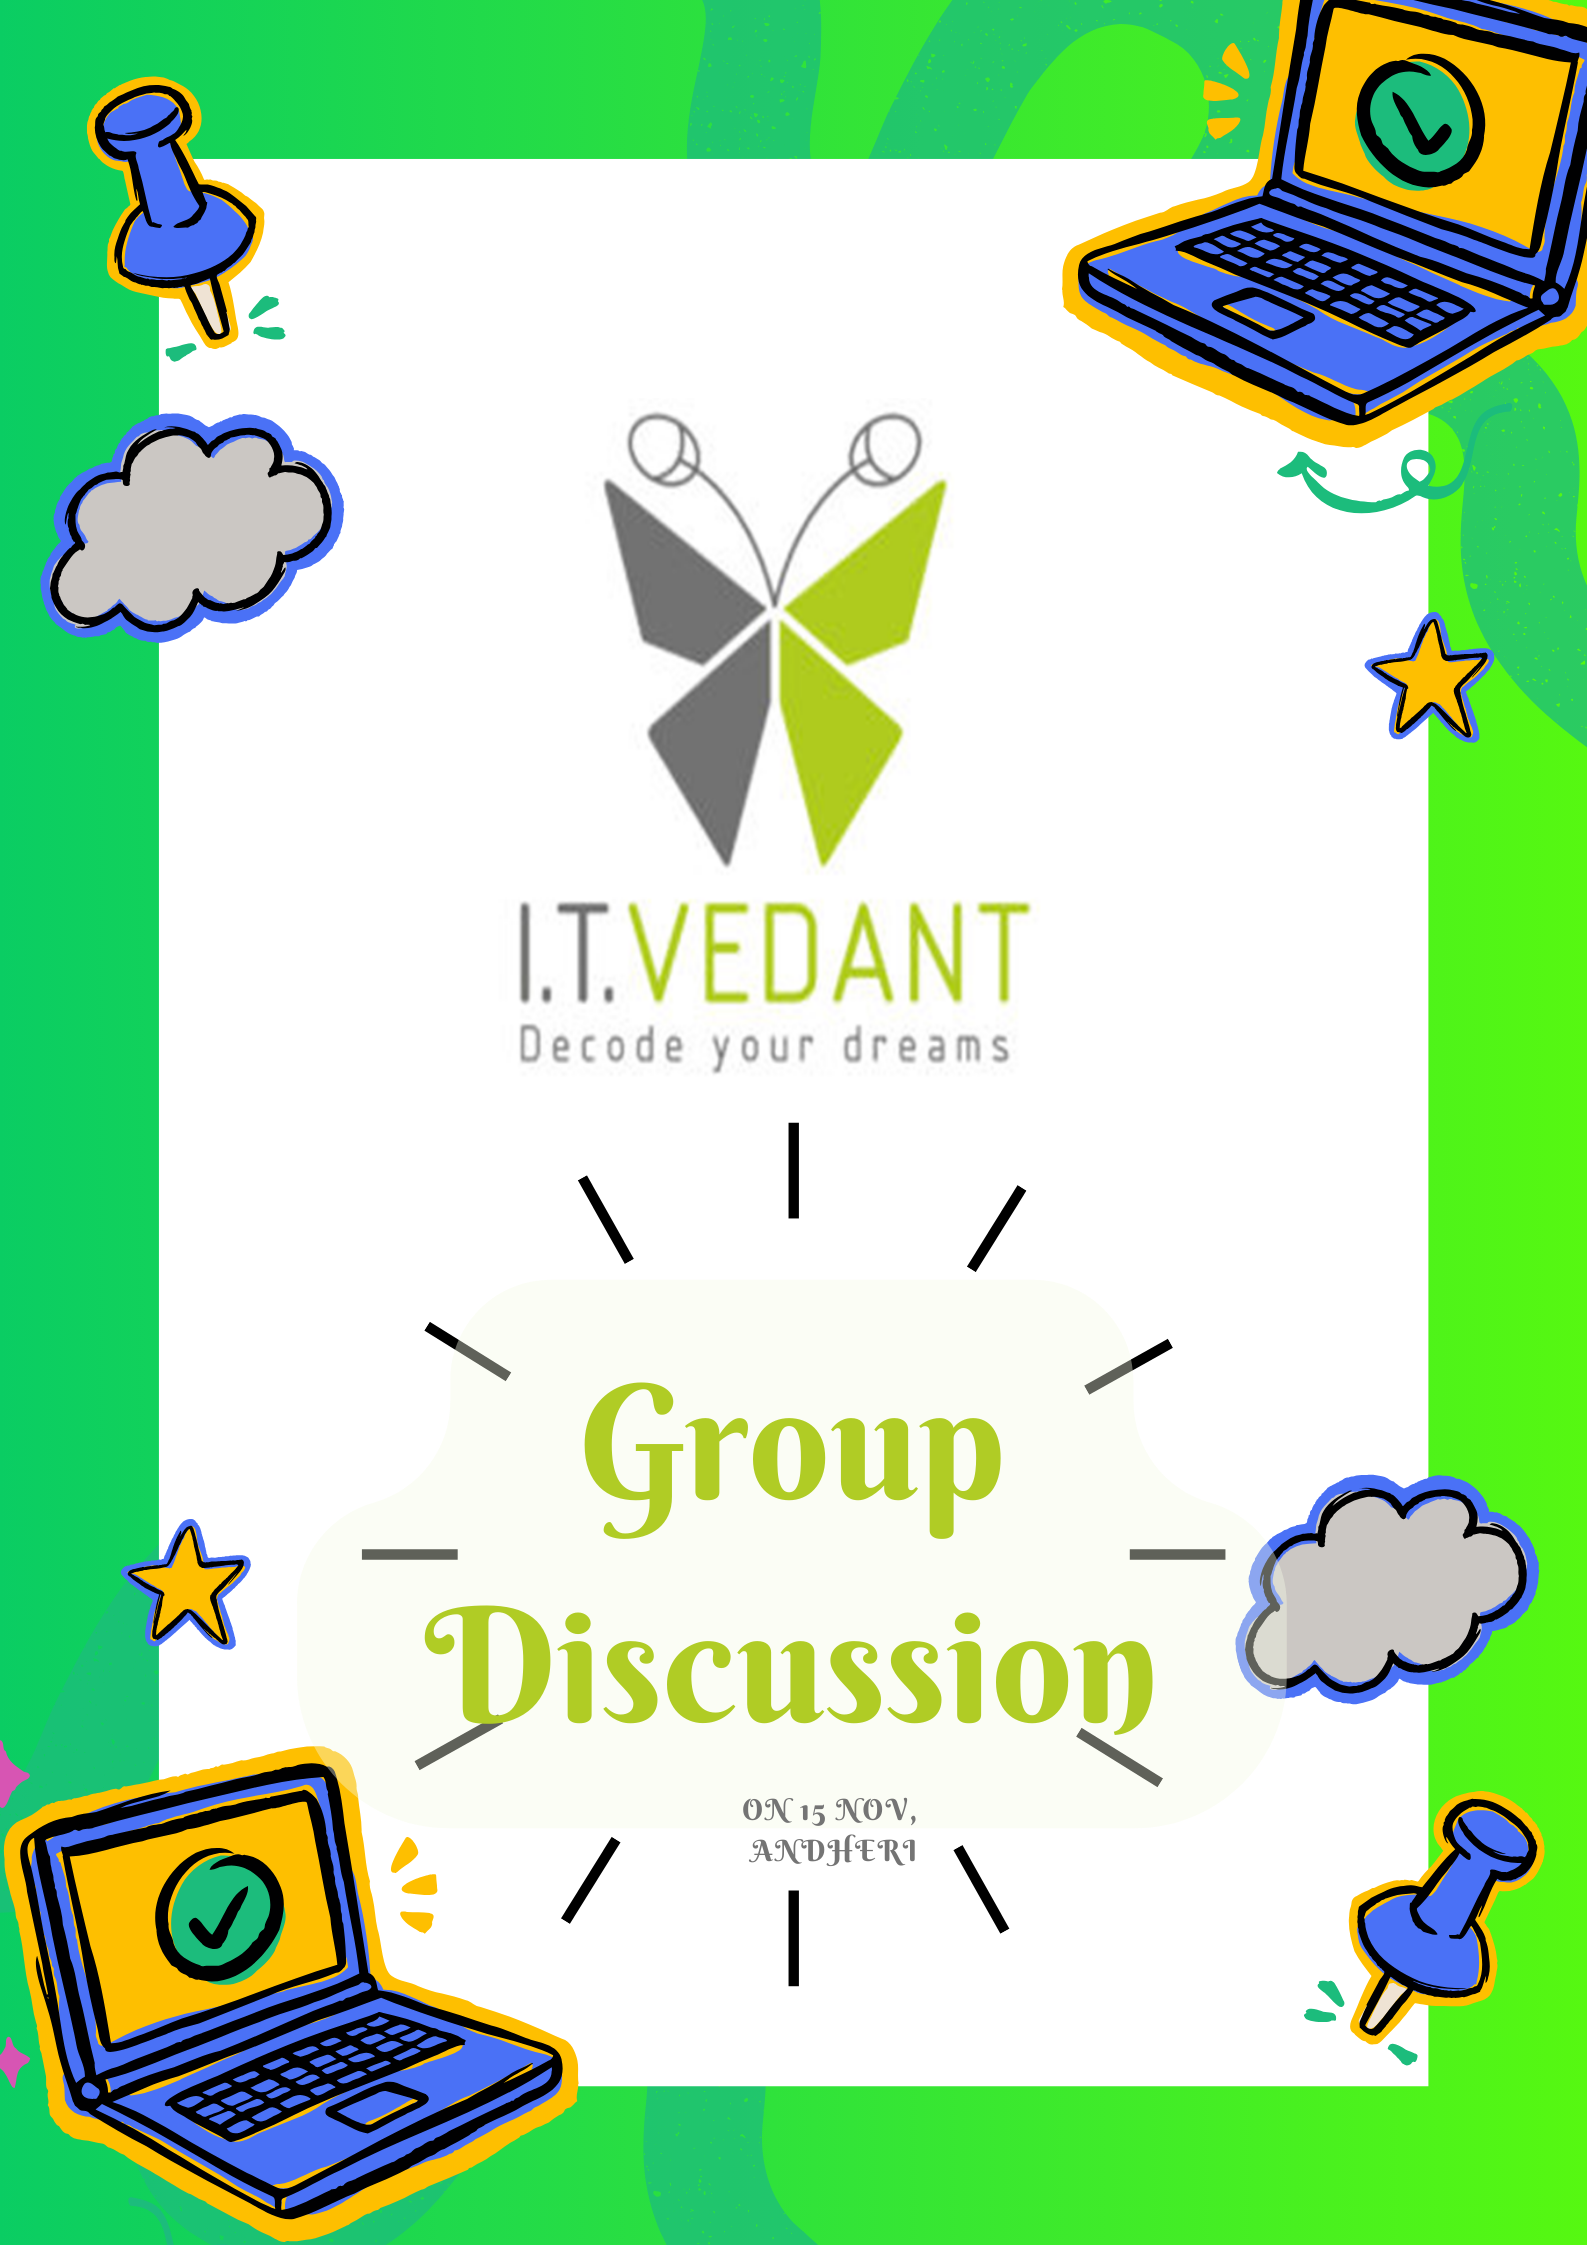 I.T.VEDANT
Decode your dreams
Group
Discussion
ON 15 NOV,
ANDHERI